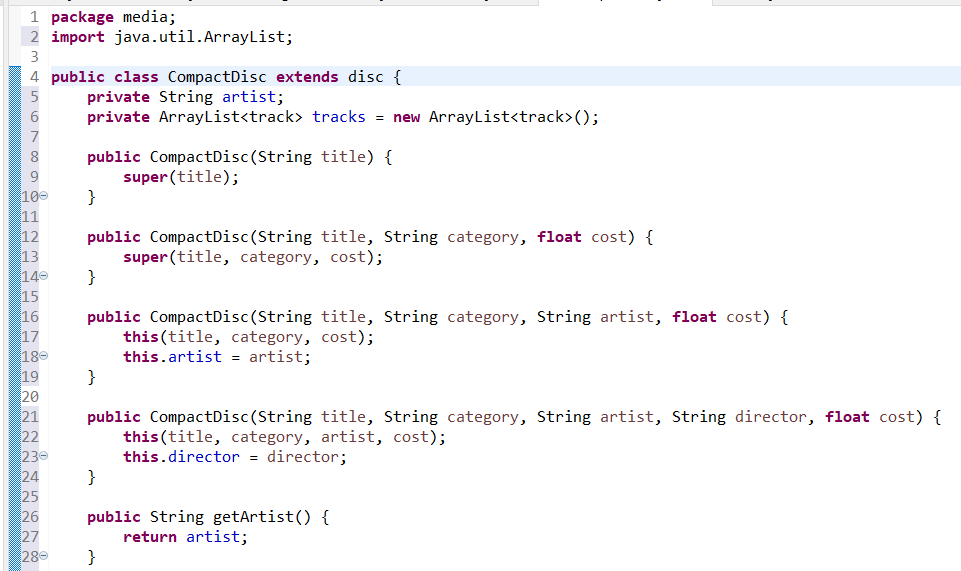 1 package media;
2 import java.util.ArrayList;
3
4 public class CompactDisc extends disc {
5     private String artist;
6     private ArrayList<track> tracks = new ArrayList<track>();
7
8     public CompactDisc(String title) {
9         super(title);
10     }
11
12     public CompactDisc(String title, String category, float cost) {
13         super(title, category, cost);
14     }
15
16     public CompactDisc(String title, String category, String artist, float cost) {
17         this(title, category, cost);
18         this.artist = artist;
19     }
20
21     public CompactDisc(String title, String category, String artist, String director, float cost) {
22         this(title, category, artist, cost);
23         this.director = director;
24     }
25
26     public String getArtist() {
27         return artist;
28     }